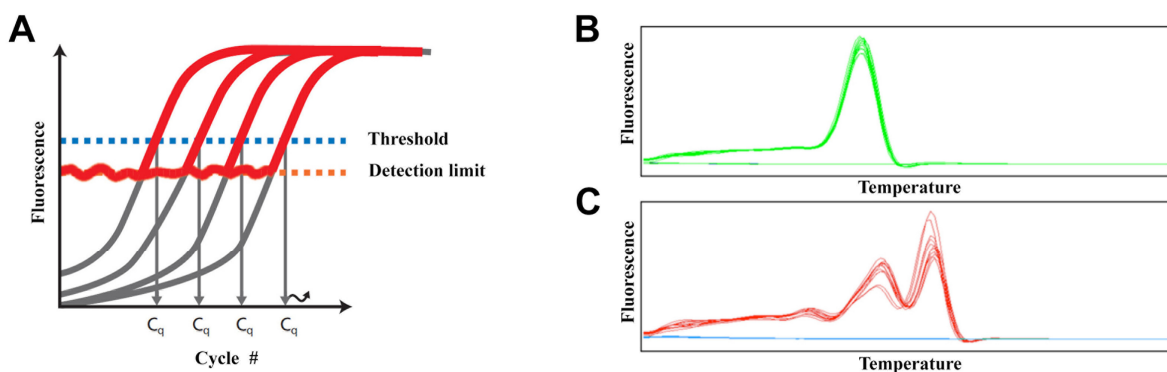 A
Fluorescence
Threshold
Detection limit
Cq Cq Cq Cq
Cycle #
B
Fluorescence
Temperature
C
Fluorescence
Temperature